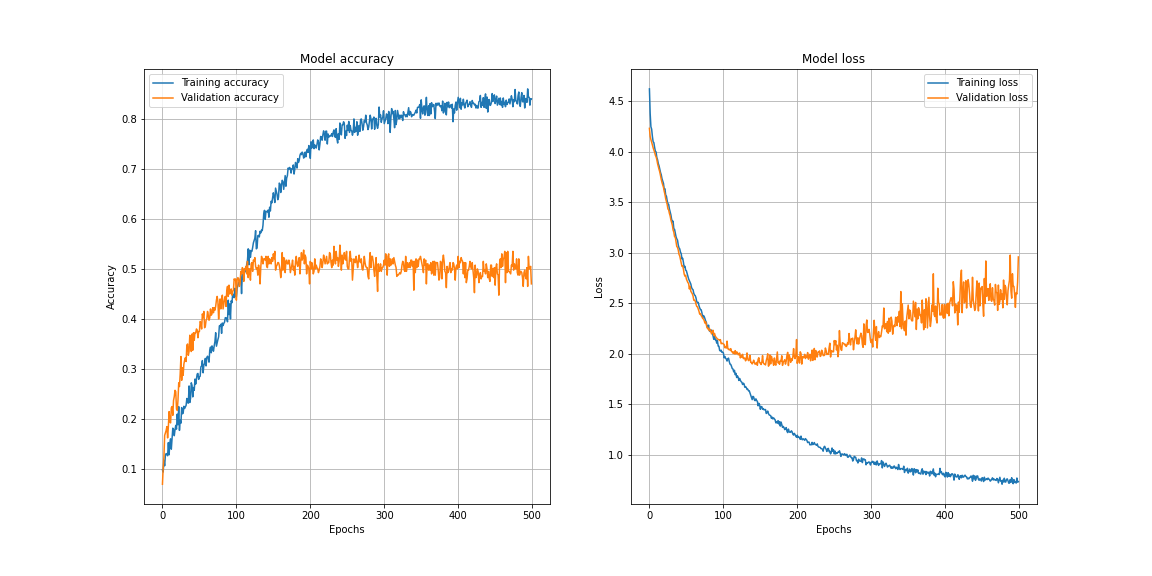 Model accuracy
Training accuracy
Validation accuracy
0.8
0.7
0.6
0.5
0.4
0.3
0.2
0.1
Accuracy
0
100
200
300
400
500
Epochs
Model loss
Training loss
Validation loss
4.5
4.0
3.5
3.0
2.5
2.0
1.5
1.0
Loss
0
100
200
300
400
500
Epochs